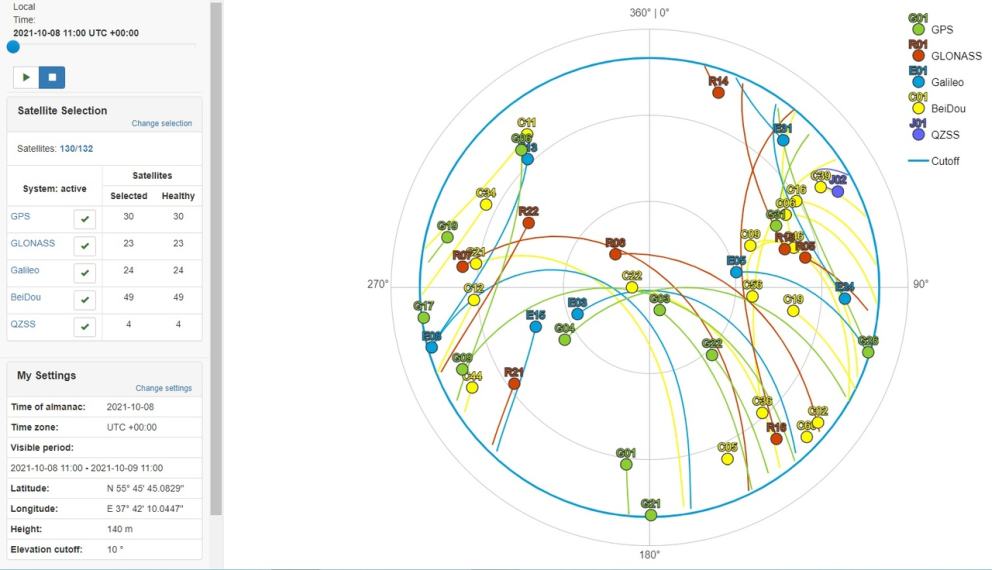 Local
Time:
2021-10-08 11:00 UTC +00:00
Satellite Selection
Change selection
Satellites: 130/132
System: active
Satellites
Selected
Healthy
GPS
30
30
GLONASS
23
23
Galileo
24
24
BeiDou
49
49
QZSS
4
4
My Settings
Change settings
Time of almanac: 2021-10-08
Time zone: UTC +00:00
Visible period:
2021-10-08 11:00 - 2021-10-09 11:00
Latitude: N 55° 45' 45.0829"
Longitude: E 37° 42' 10.0447"
Height: 140 m
Elevation cutoff: 10 °
360° | 0°
90°
180°
270°
G01
GPS
R01
GLONASS
E01
Galileo
C01
BeiDou
J01
QZSS
Cutoff
R14
C11
E31
C34
C39
J02
C16
R22
G19
C09
R08
R05
E05
C12
C22
C56
E24
E03
G03
C19
G17
E15
G04
G22
G26
G09
C44
R21
C36
C02
R16
C05
G01
G21